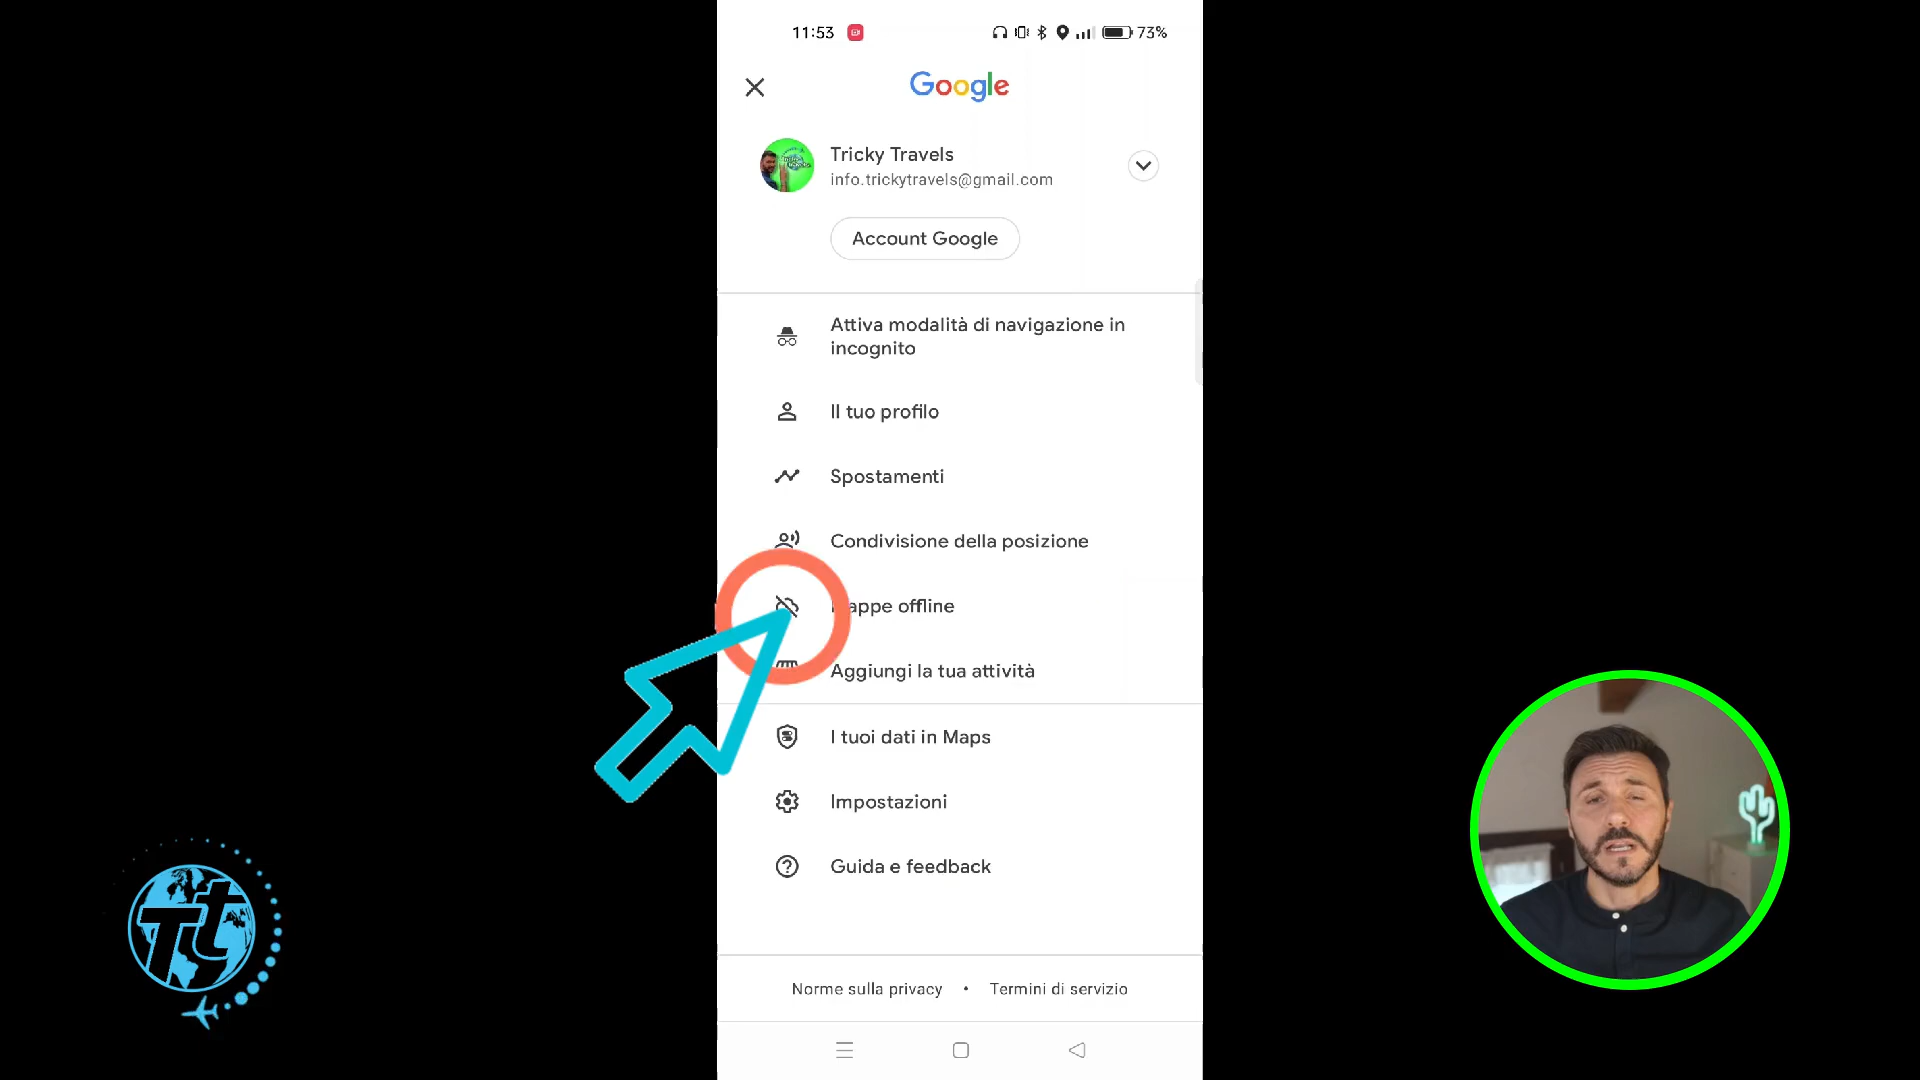 11:53
73%
Google
Tricky Travels
info.trickytravels@gmail.com
Account Google
Attiva modalità di navigazione in
incognito
Il tuo profilo
Spostamenti
Condivisione della posizione
appe offline
Aggiungi la tua attività
I tuoi dati in Maps
Impostazioni
Guida e feedback
Norme sulla privacy • Termini di servizio
TT